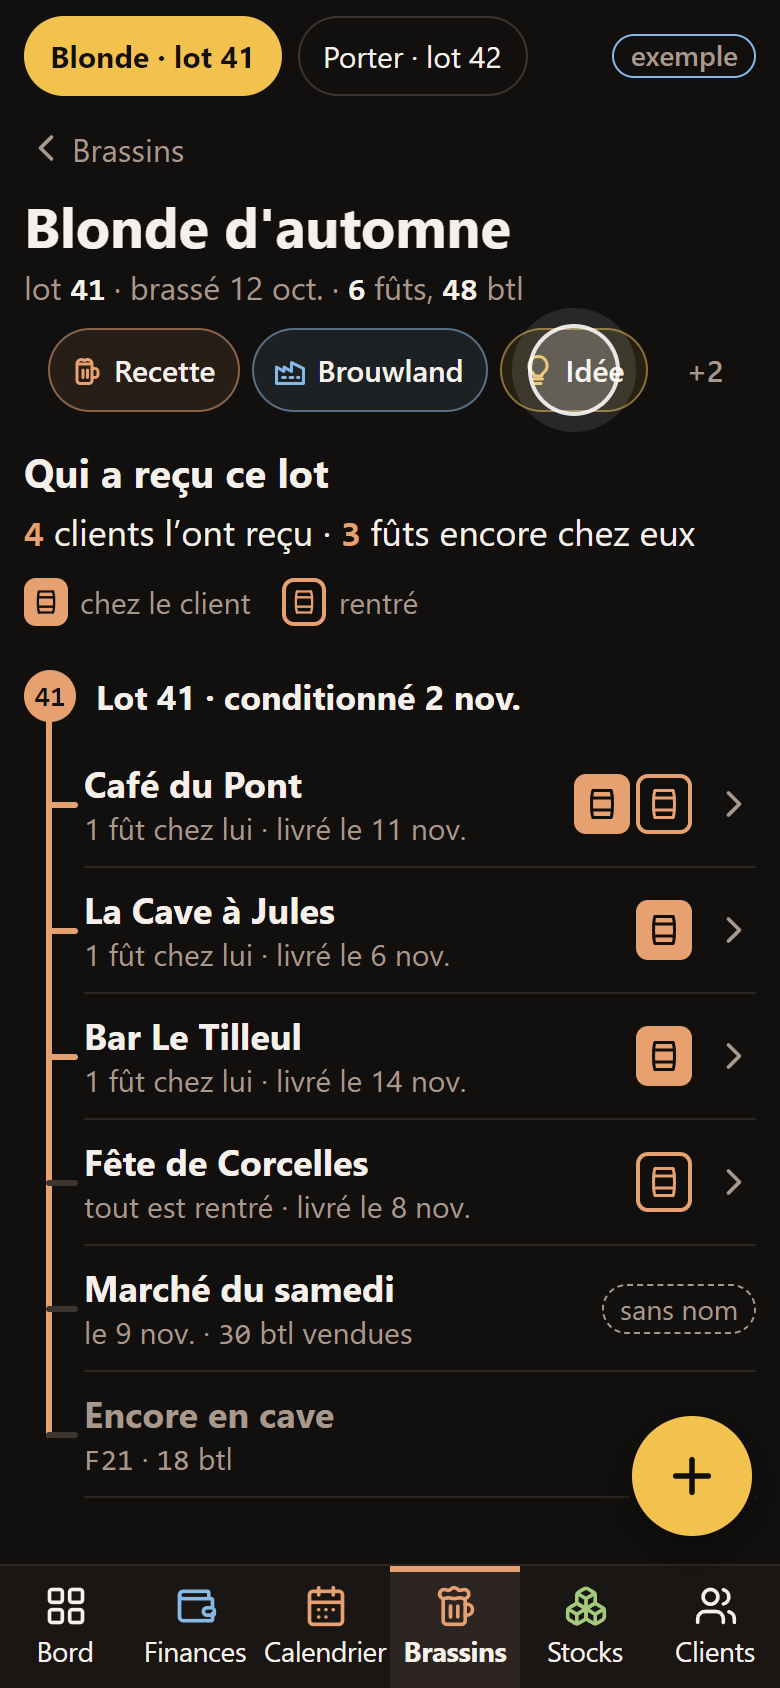 Blonde · lot 41
Porter · lot 42
exemple
Brassins
Blonde d'automne
lot 41 · brassé 12 oct. · 6 fûts, 48 btl
Recette
Brouwland
Idée
+2
Qui a reçu ce lot
4 clients l’ont reçu · 3 fûts encore chez eux
chez le client
rentré
41
Lot 41 · conditionné 2 nov.
Café du Pont
1 fût chez lui · livré le 11 nov.
La Cave à Jules
1 fût chez lui · livré le 6 nov.
Bar Le Tilleul
1 fût chez lui · livré le 14 nov.
Fête de Corcelles
tout est rentré · livré le 8 nov.
Marché du samedi
le 9 nov. · 30 btl vendues
sans nom
Encore en cave
F21 · 18 btl
Bord
Finances
Calendrier
Brassins
Stocks
Clients